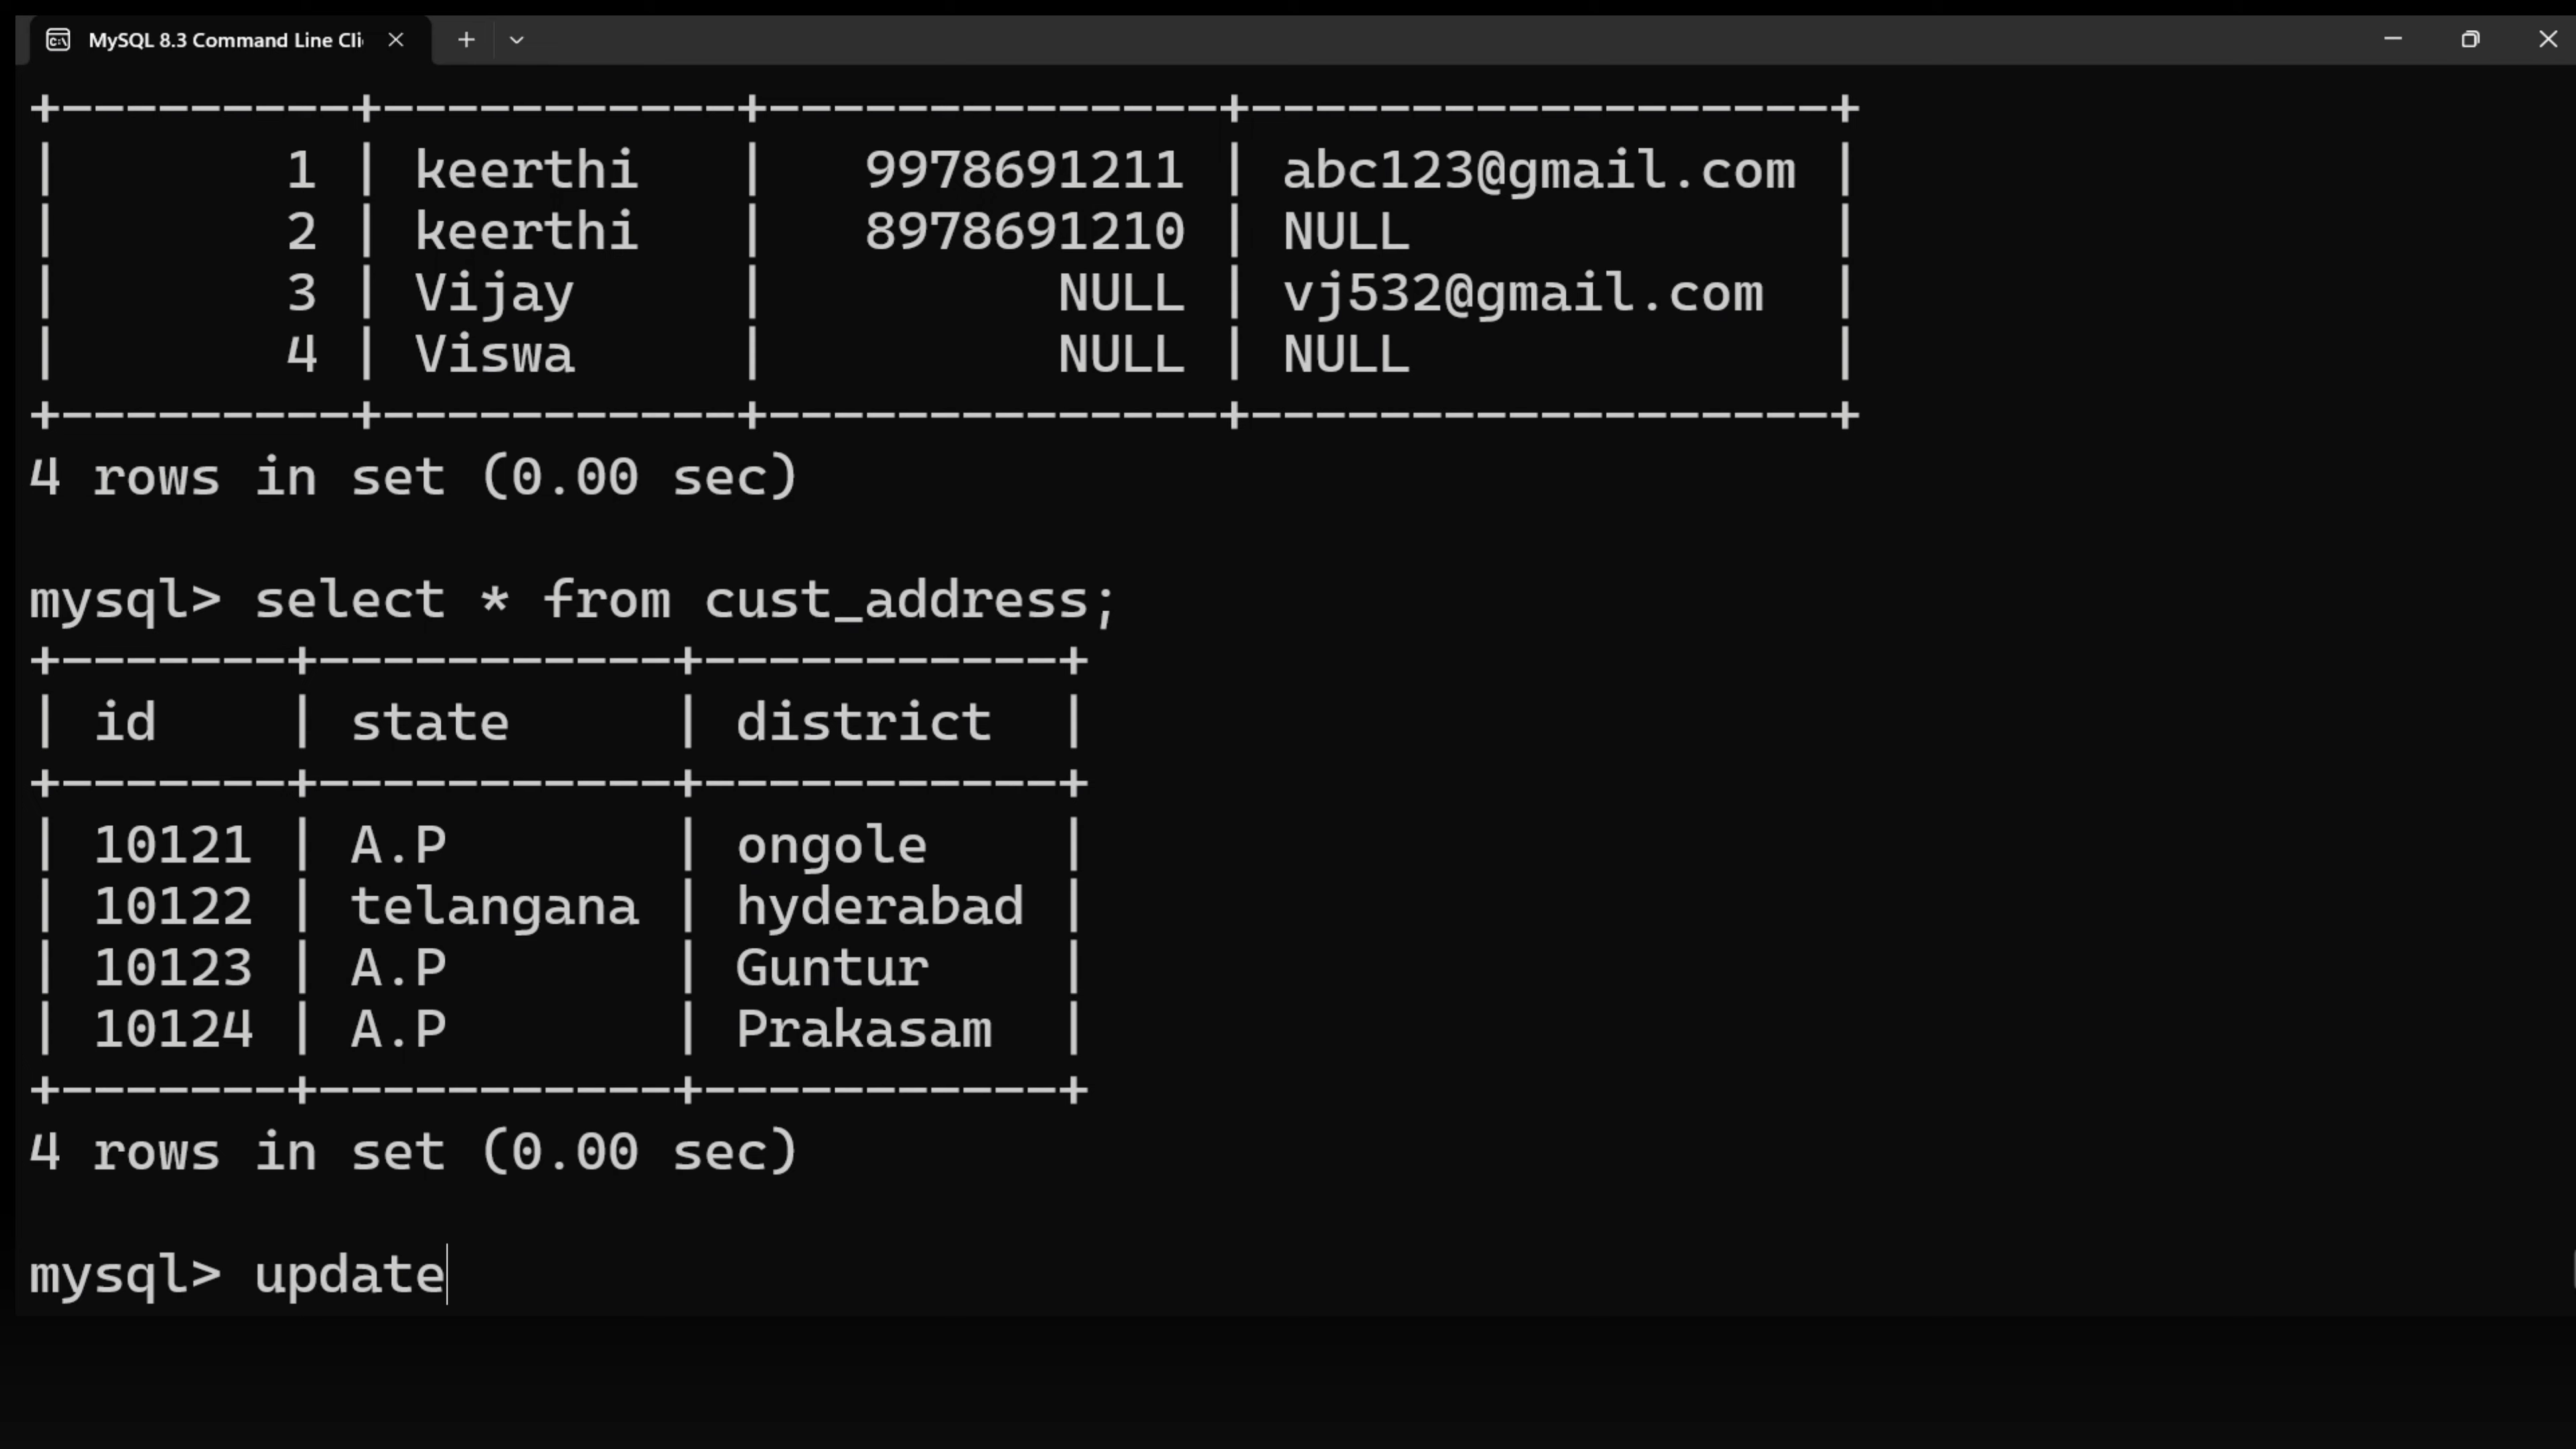 MySQL 8.3 Command Line Cli
+---------+-----------+--------------+------------------+
|       1 | keerthi   |   9978691211 | abc123@gmail.com |
|       2 | keerthi   |   8978691210 | NULL             |
|       3 | Vijay     |         NULL | vj532@gmail.com  |
|       4 | Viswa     |         NULL | NULL             |
+---------+-----------+--------------+------------------+
4 rows in set (0.00 sec)
mysql> select * from cust_address;
+-------+-----------+-----------+
| id    | state     | district  |
+-------+-----------+-----------+
| 10121 | A.P       | ongole    |
| 10122 | telangana | hyderabad |
| 10123 | A.P       | Guntur    |
| 10124 | A.P       | Prakasam  |
+-------+-----------+-----------+
4 rows in set (0.00 sec)
mysql> update